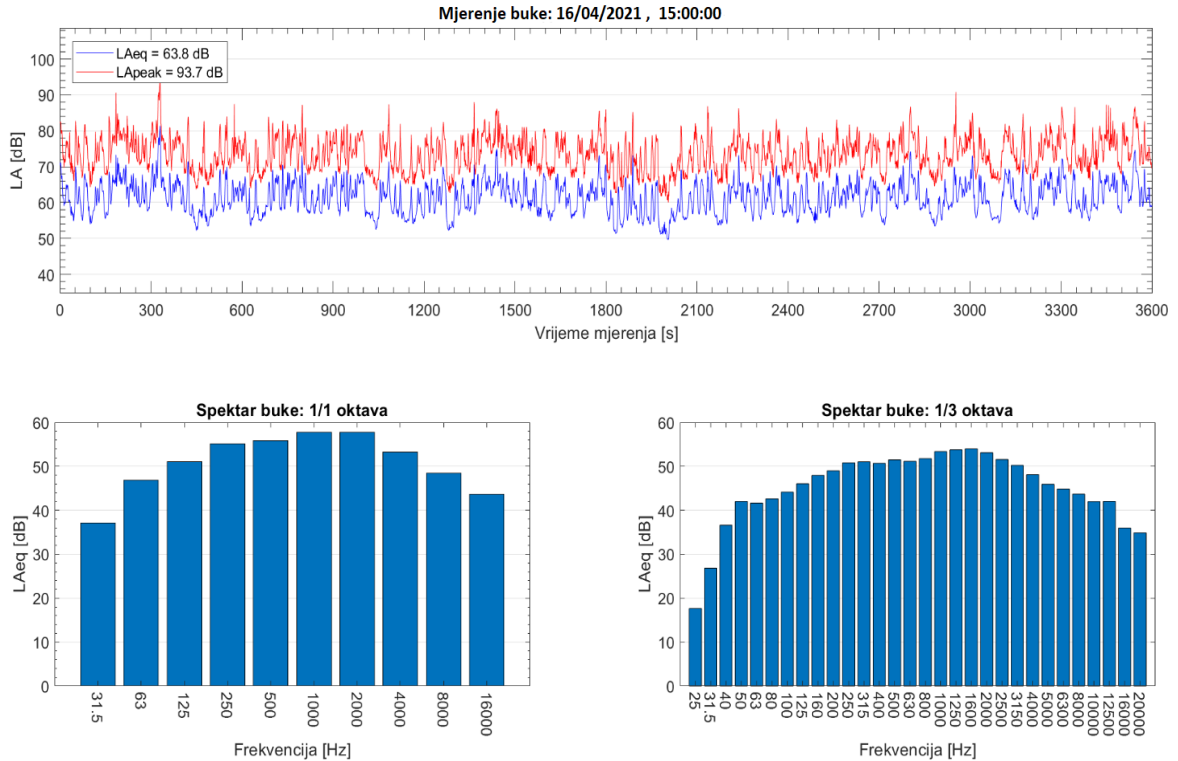 Mjerenje buke: 16/04/2021 , 15:00:00
LAeq = 63.8 dB
LApeak = 93.7 dB
LA [dB]
100
90
80
70
60
50
40
0 300 600 900 1200 1500 1800 2100 2400 2700 3000 3300 3600
Vrijeme mjerenja [s]
Spektar buke: 1/1 oktava
LAeq [dB]
60
50
40
30
20
10
0
31.5 63 125 250 500 1000 2000 4000 8000 16000
Frekvencija [Hz]
Spektar buke: 1/3 oktava
LAeq [dB]
60
50
40
30
20
10
0
25 31.5 40 50 63 80 100 125 160 200 250 315 400 500 630 800 1000 1250 1600 2000 2500 3150 4000 5000 6300 8000 10000 12500 16000 20000
Frekvencija [Hz]